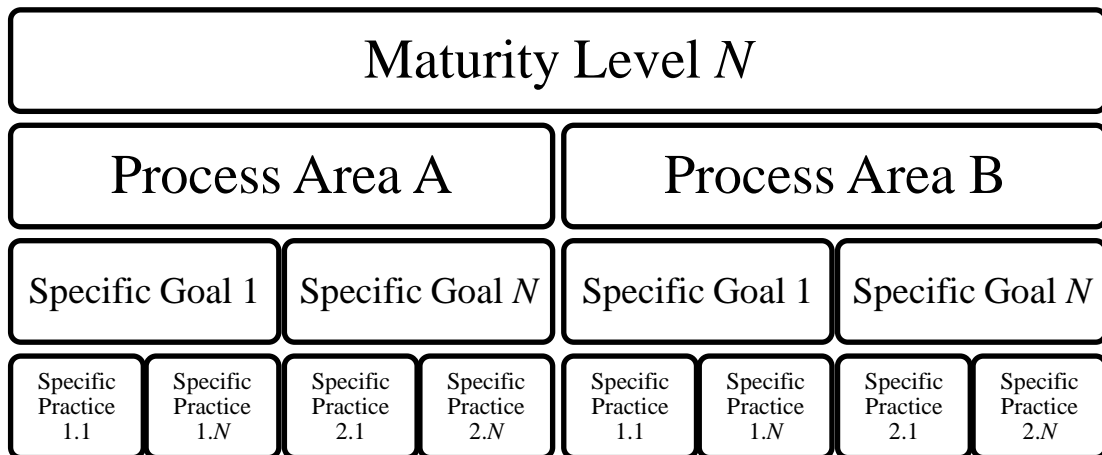 Maturity Level N
Process Area A
Process Area B
Specific Goal 1
Specific Goal N
Specific Goal 1
Specific Goal N
Specific
Practice
1.1
Specific
Practice
1.N
Specific
Practice
2.1
Specific
Practice
2.N
Specific
Practice
1.1
Specific
Practice
1.N
Specific
Practice
2.1
Specific
Practice
2.N